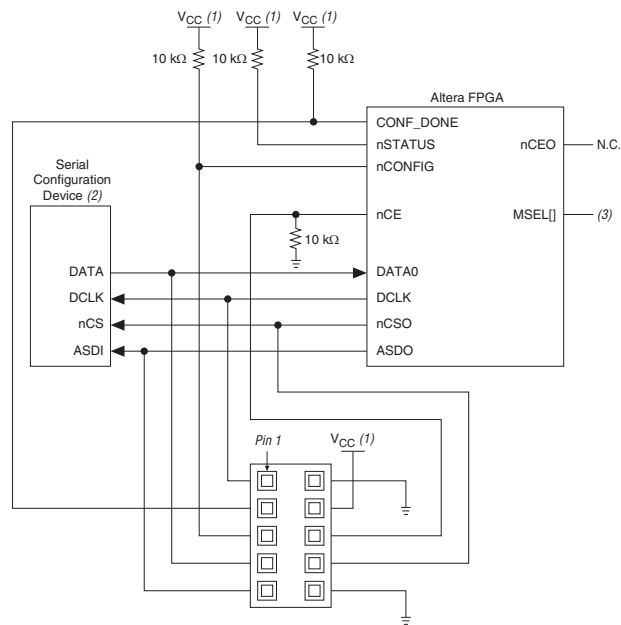 VCC (1) VCC (1) VCC (1)
10 kΩ 10 kΩ 10 kΩ
Altera FPGA
CONF_DONE
nSTATUS nCEO N.C.
nCONFIG
Serial
Configuration
Device (2)
nCE MSEL[] (3)
10 kΩ
DATA DATA0
DCLK DCLK
nCS nCSO
ASDI ASDO
Pin 1 VCC (1)